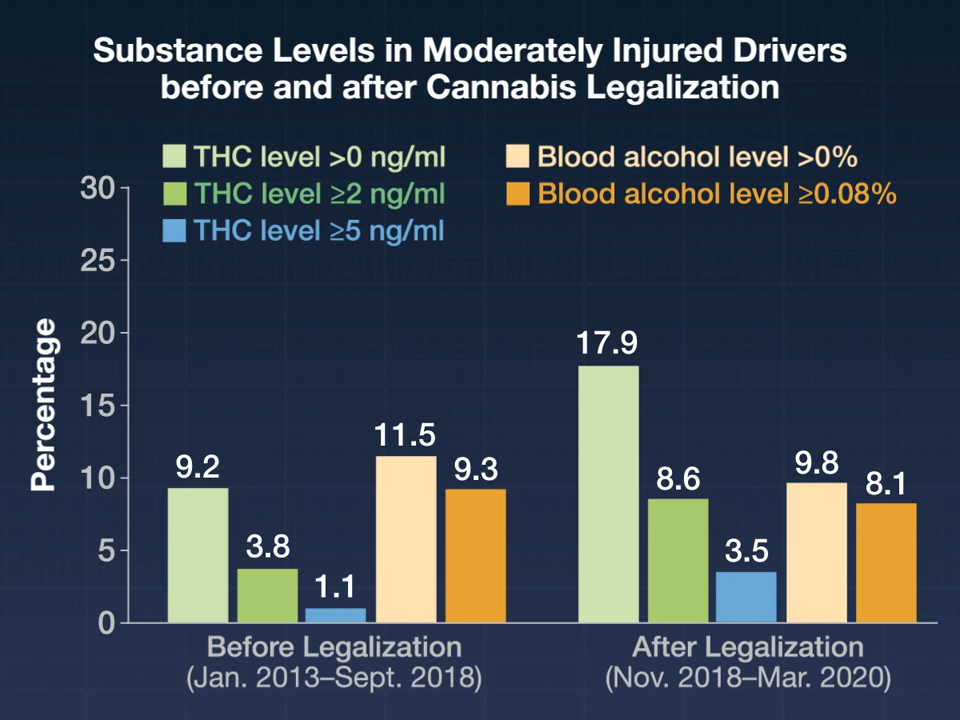 Substance Levels in Moderately Injured Drivers
before and after Cannabis Legalization
THC level >0 ng/ml
THC level ≥2 ng/ml
THC level ≥5 ng/ml
Blood alcohol level >0%
Blood alcohol level ≥0.08%
Percentage
30
25
20
15
10
5
0
9.2
3.8
1.1
11.5
9.3
17.9
8.6
3.5
9.8
8.1
Before Legalization
(Jan. 2013–Sept. 2018)
After Legalization
(Nov. 2018–Mar. 2020)